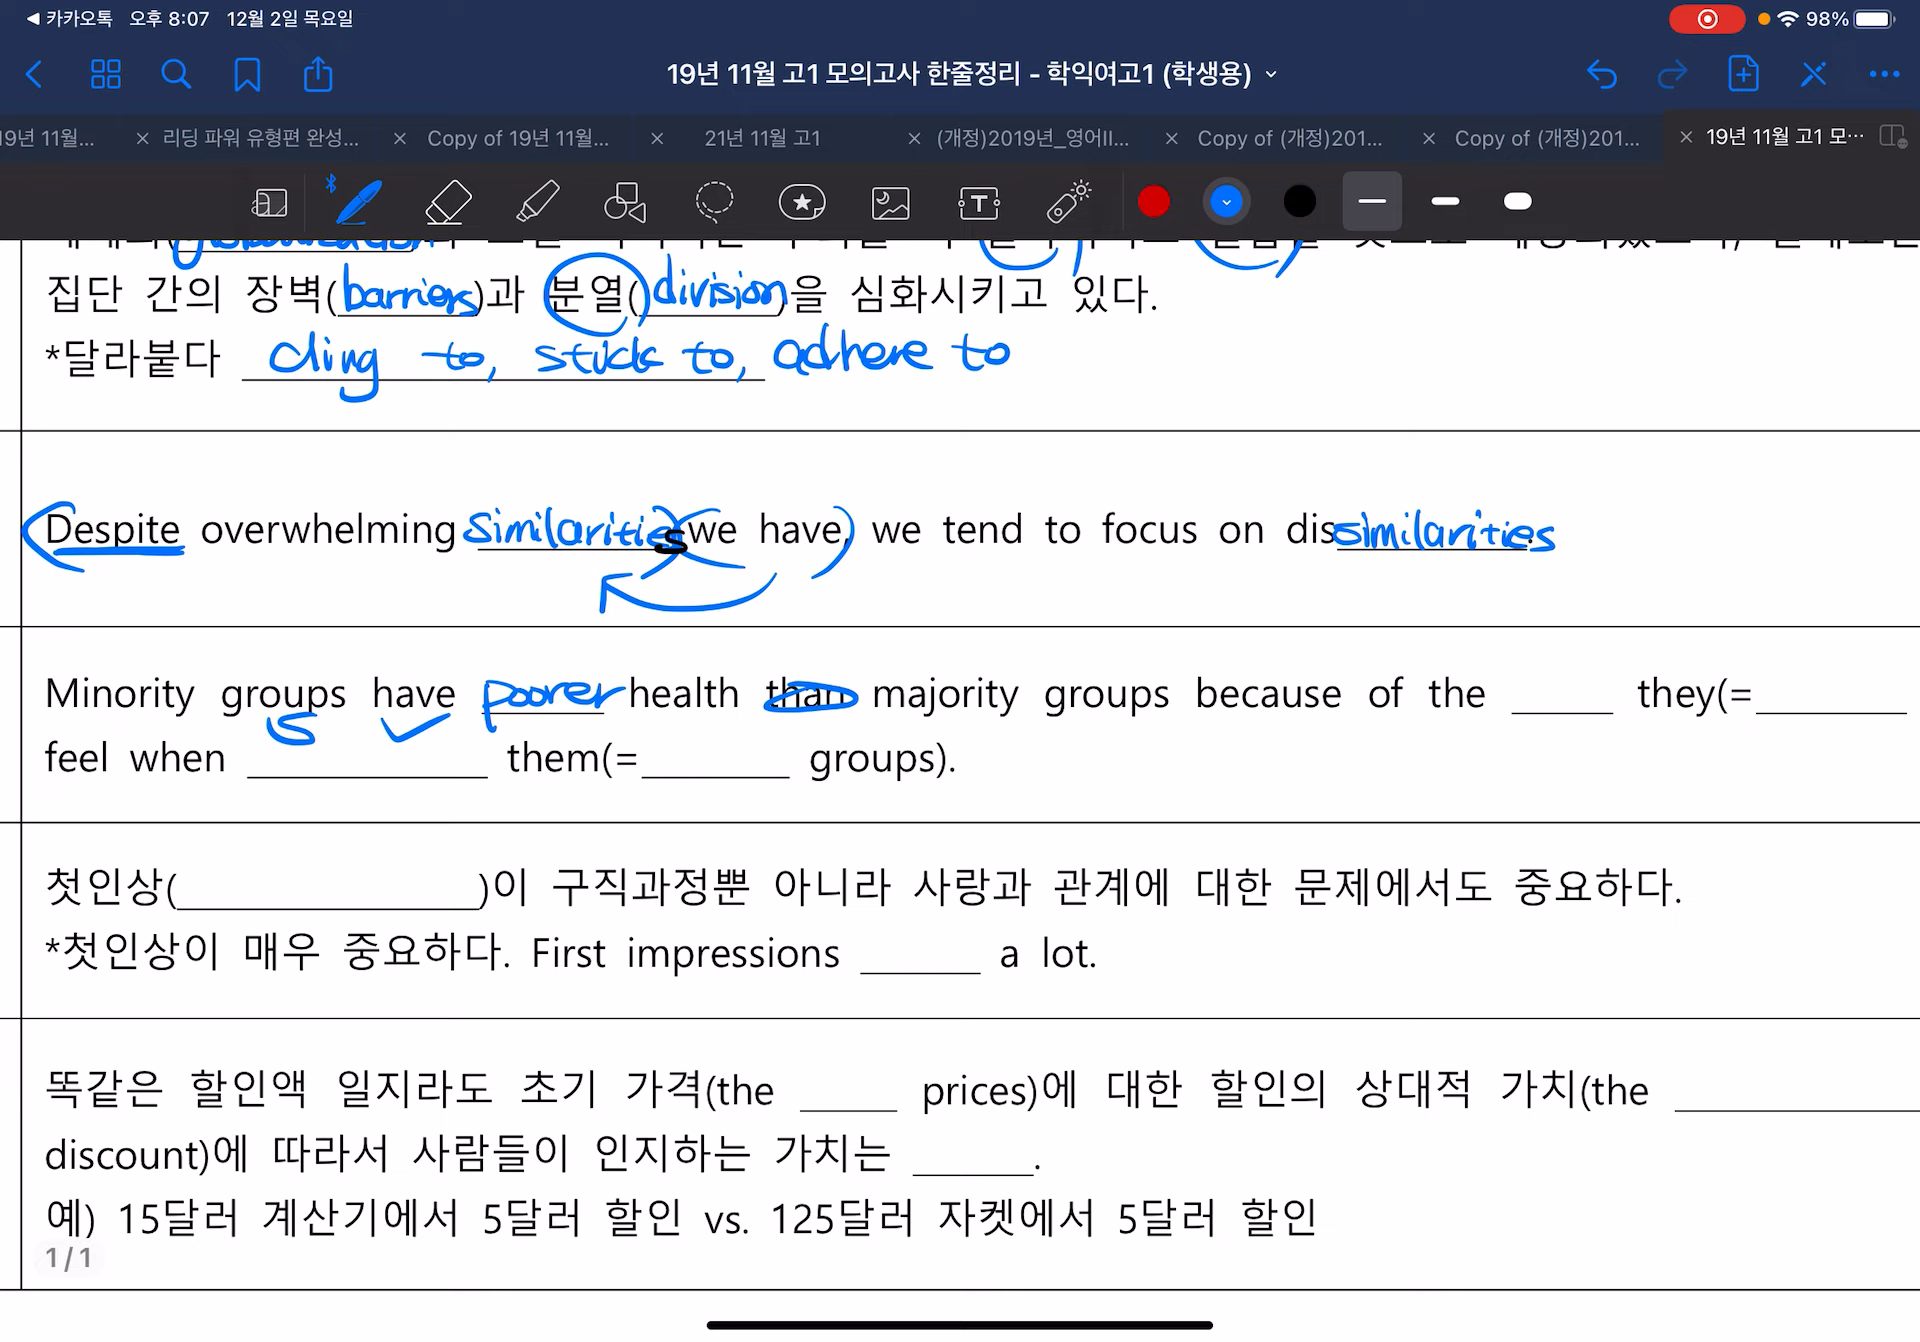 ◀ 카카오톡 오후 8:07 12월 2일 목요일 98%
19년 11월 고1 모의고사 한줄정리 - 학익여고1 (학생용)
19년 11월... × 리딩 파워 유형편 완성... × Copy of 19년 11월... × 21년 11월 고1 × (개정)2019년_영어II... × Copy of (개정)201... × Copy of (개정)201... × 19년 11월 고1 모...
집단 간의 장벽(barriers)과 분열(division)을 심화시키고 있다.
*달라붙다 cling to, stick to, adhere to
Despite overwhelming similarities we have, we tend to focus on dissimilarities.
Minority groups have poorer health than majority groups because of the _____ they(=________
feel when ____________ them(=_______ groups).
첫인상(_______________)이 구직과정뿐 아니라 사랑과 관계에 대한 문제에서도 중요하다.
*첫인상이 매우 중요하다. First impressions ______ a lot.
똑같은 할인액 일지라도 초기 가격(the _____ prices)에 대한 할인의 상대적 가치(the ____________
discount)에 따라서 사람들이 인지하는 가치는 ______.
예) 15달러 계산기에서 5달러 할인 vs. 125달러 자켓에서 5달러 할인
1/1